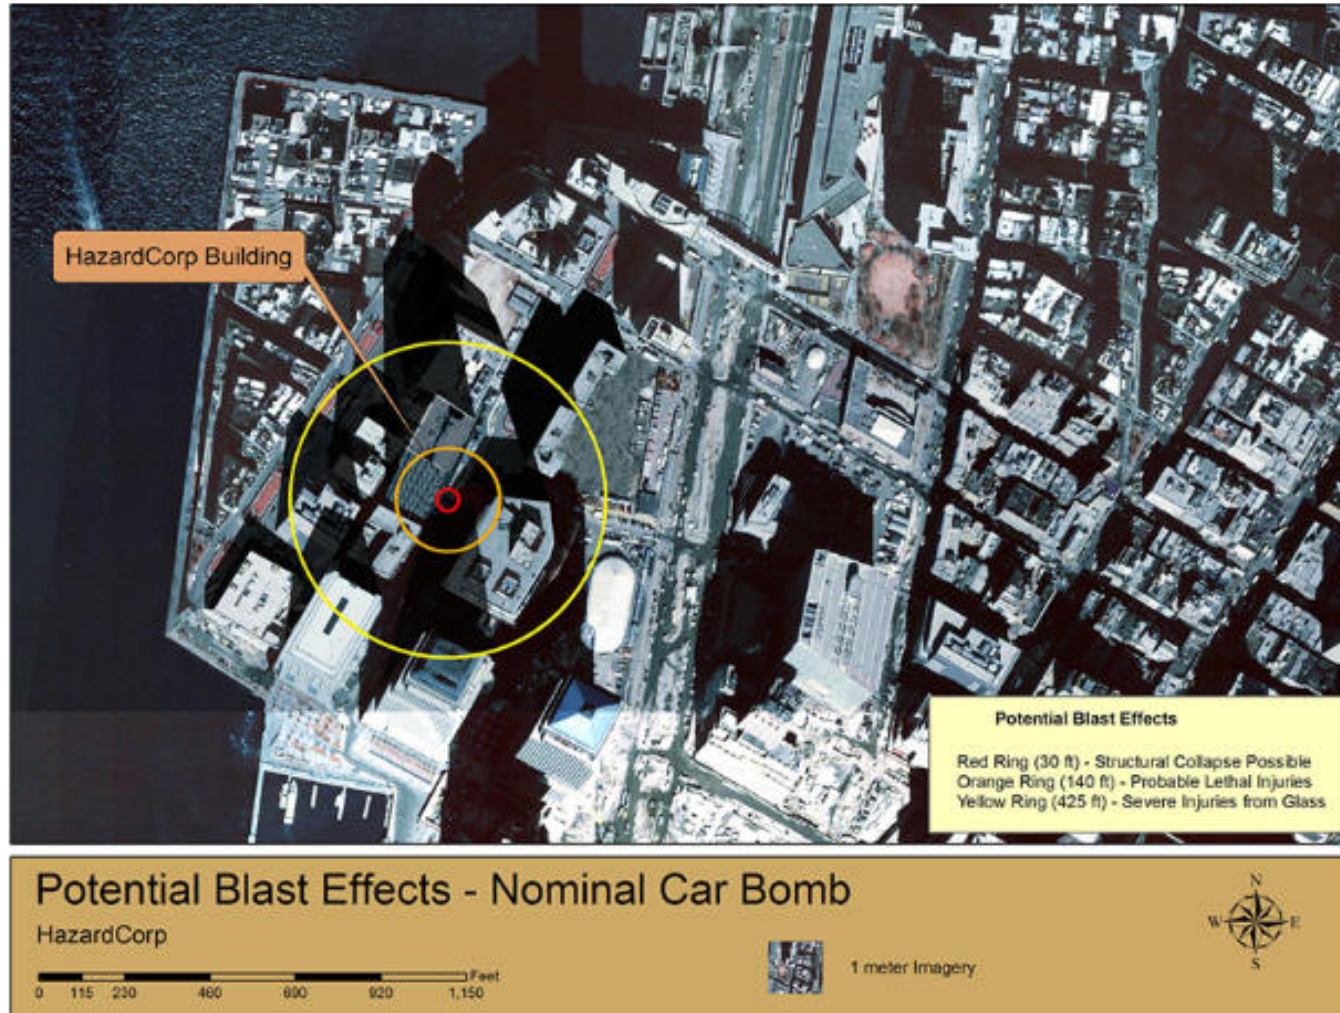 HazardCorp Building
Potential Blast Effects
Red Ring (30 ft) - Structural Collapse Possible
Orange Ring (140 ft) - Probable Lethal Injuries
Yellow Ring (425 ft) - Severe Injuries from Glass
Potential Blast Effects - Nominal Car Bomb
HazardCorp
Feet
0 115 230 460 690 920 1,150
1 meter Imagery
N
W E
S